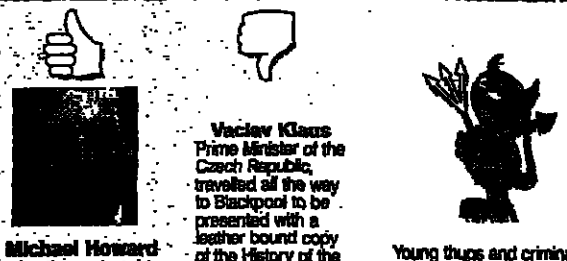 Michael Howard
Vaclav Klaus
Prime Minister of the
Czech Republic,
travelled all the way
to Blackpool to be
presented with a
leather bound copy
of the History of the
Young thugs and crimin